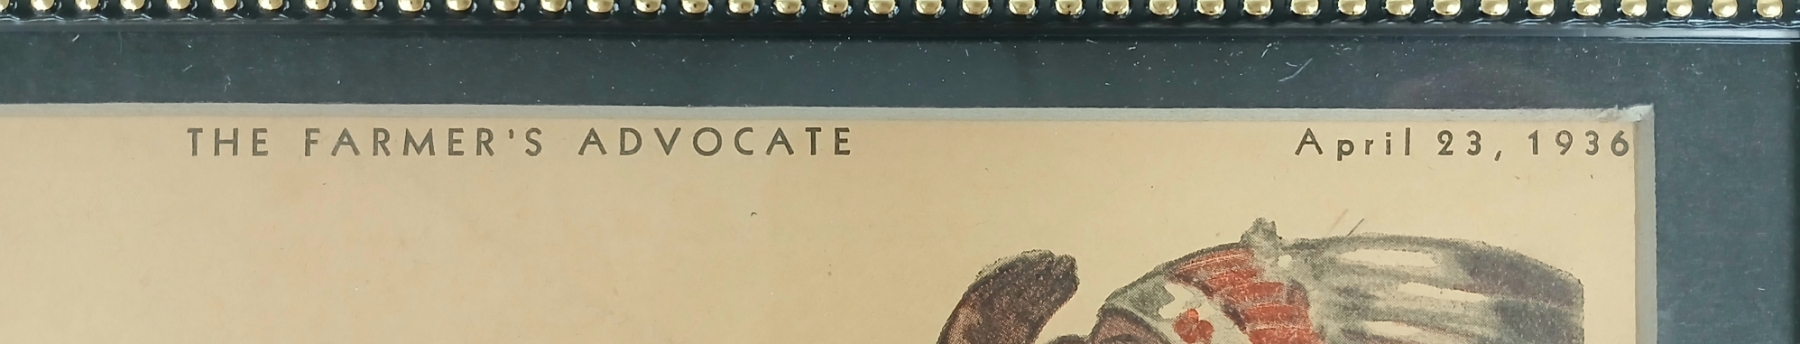 THE FARMER'S ADVOCATE April 23, 1936